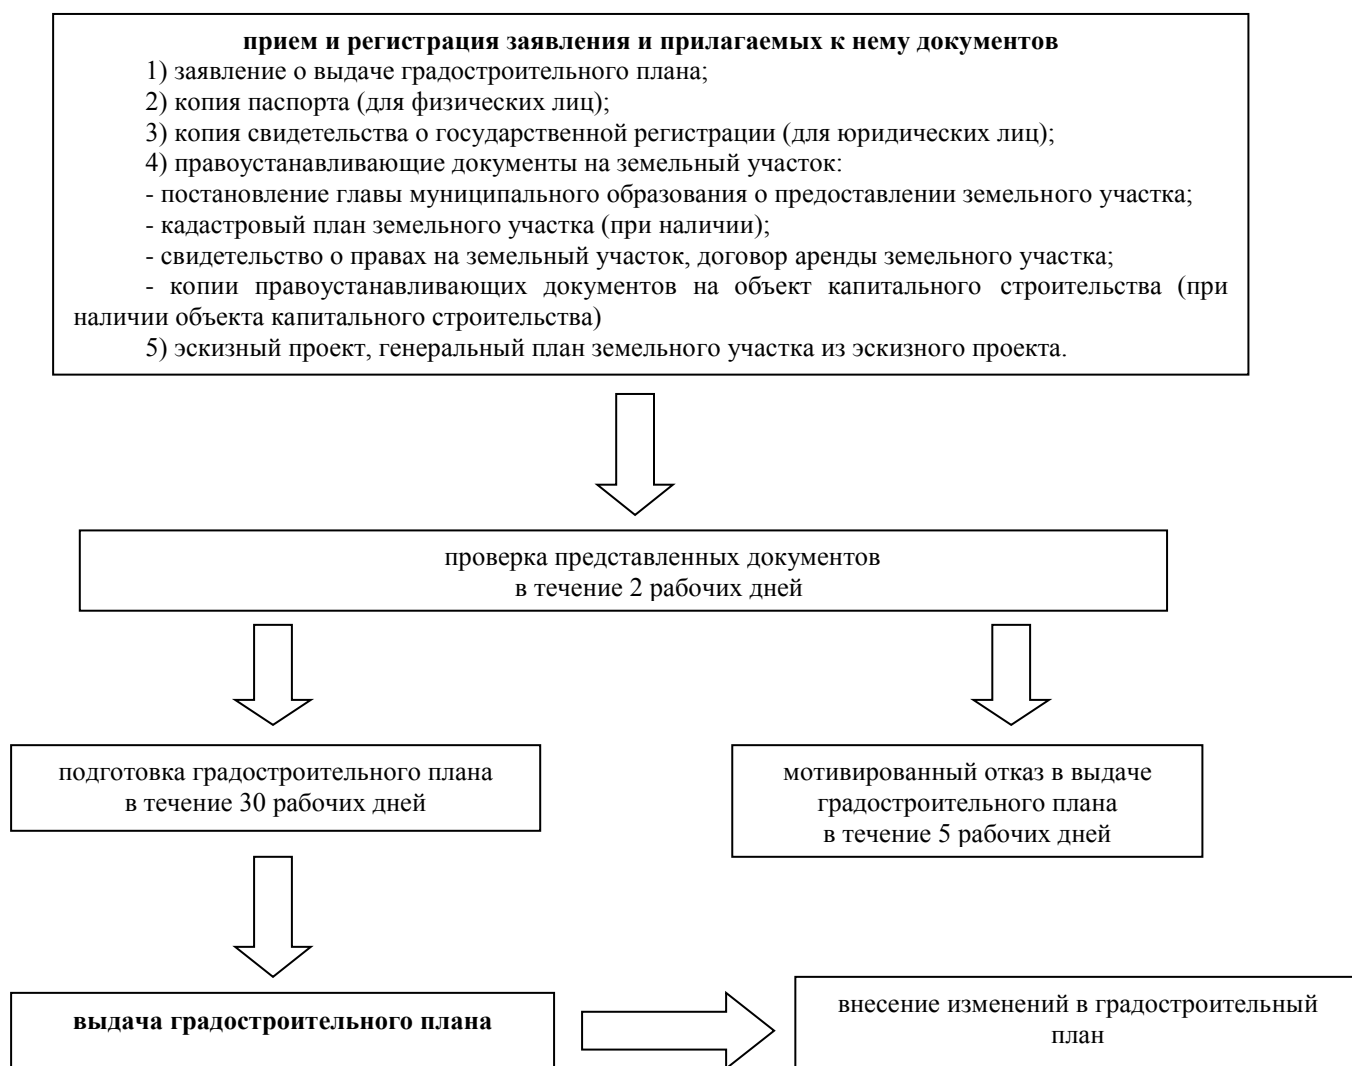 прием и регистрация заявления и прилагаемых к нему документов
1) заявление о выдаче градостроительного плана;
2) копия паспорта (для физических лиц);
3) копия свидетельства о государственной регистрации (для юридических лиц);
4) правоустанавливающие документы на земельный участок:
- постановление главы муниципального образования о предоставлении земельного участка;
- кадастровый план земельного участка (при наличии);
- свидетельство о правах на земельный участок, договор аренды земельного участка;
- копии правоустанавливающих документов на объект капитального строительства (при
наличии объекта капитального строительства)
5) эскизный проект, генеральный план земельного участка из эскизного проекта.
проверка представленных документов
в течение 2 рабочих дней
подготовка градостроительного плана
в течение 30 рабочих дней
мотивированный отказ в выдаче
градостроительного плана
в течение 5 рабочих дней
выдача градостроительного плана
внесение изменений в градостроительный
план